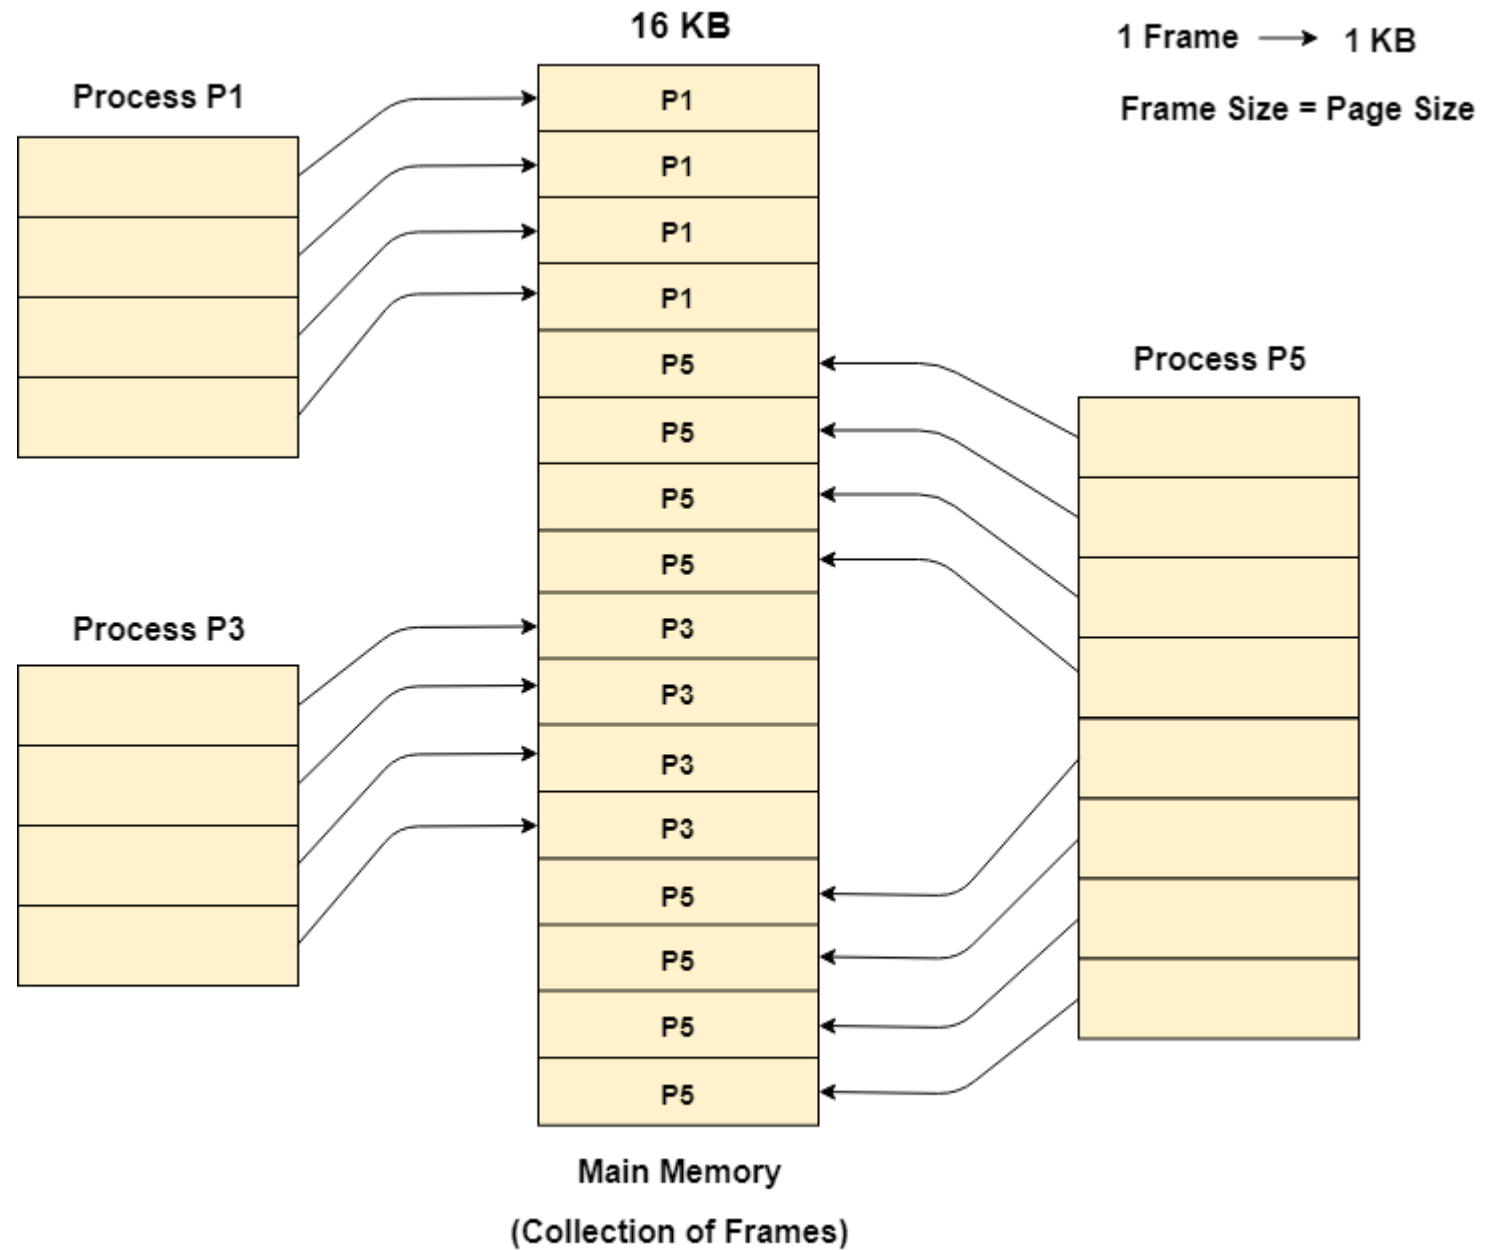 16 KB
1 Frame → 1 KB
Frame Size = Page Size
Process P1
P1
P1
P1
P1
P5
P5
P5
P5
P3
P3
P3
P3
P5
P5
P5
P5
Process P5
Process P3
Main Memory
(Collection of Frames)